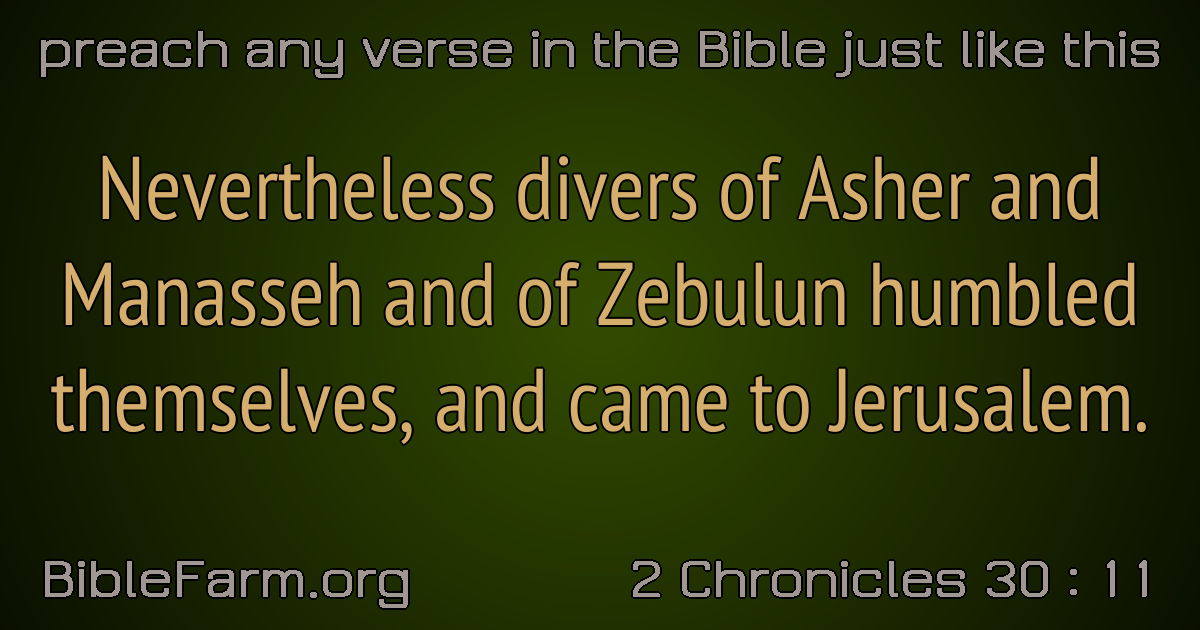 preach any verse in the Bible just like this
Nevertheless divers of Asher and
Manasseh and of Zebulun humbled
themselves, and came to Jerusalem.
BibleFarm.org
2 Chronicles 30 : 11